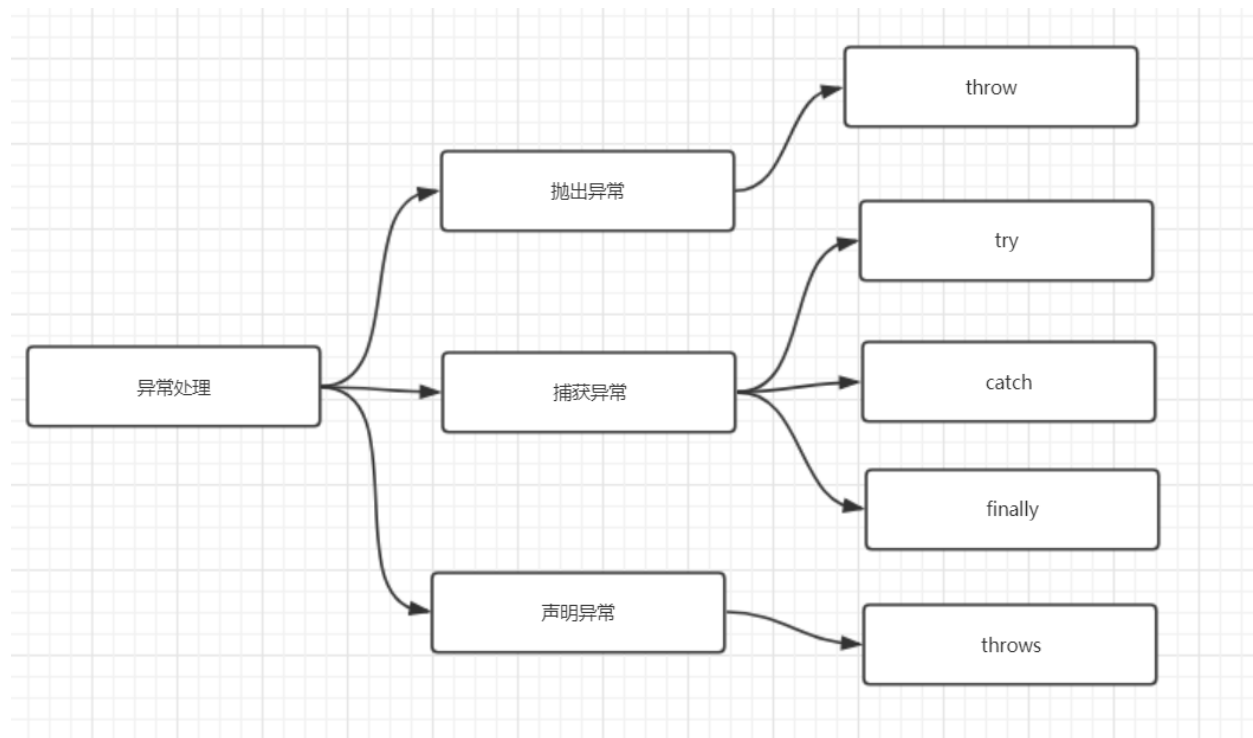 throw
抛出异常
try
异常处理
捕获异常
catch
finally
声明异常
throws